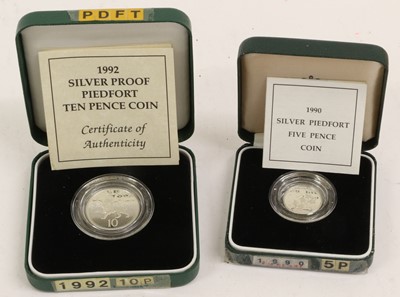 PDFT
1992
SILVER PROOF
PIEDFORT
TEN PENCE COIN
Certificate of
Authenticity
10
1992 10P
1990
SILVER PIEDFORT
FIVE PENCE
COIN
1990 5P